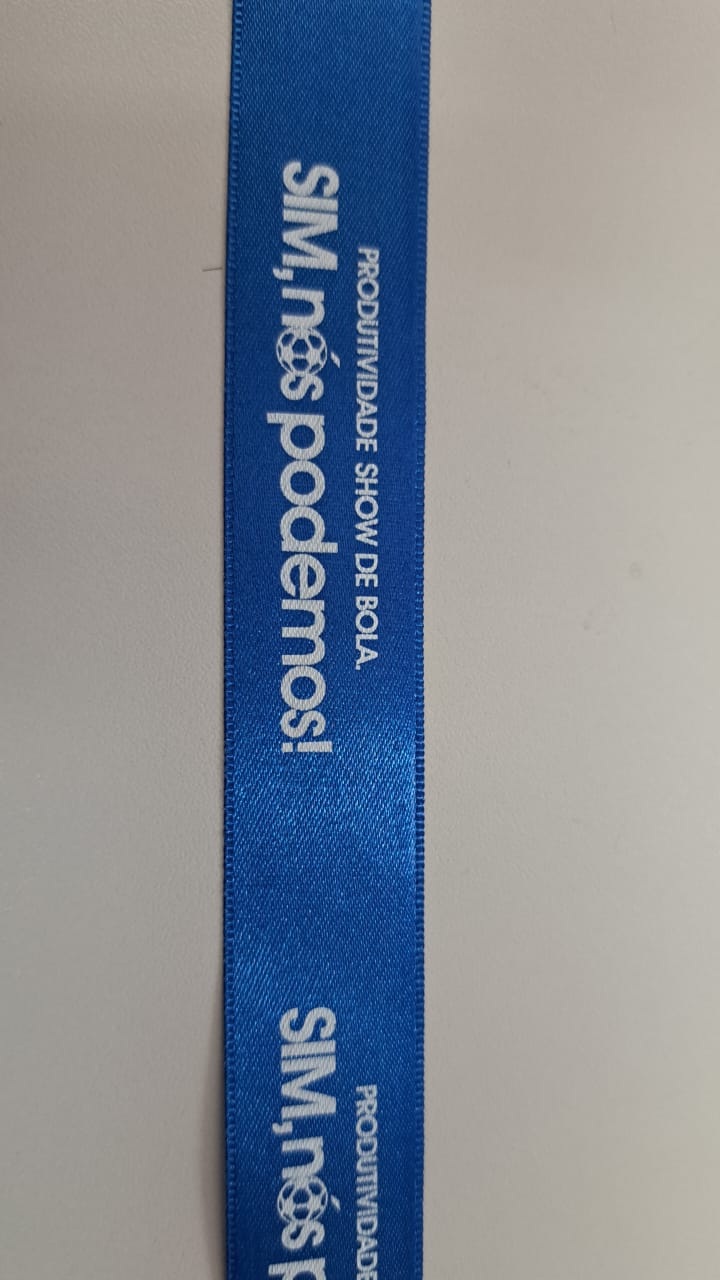 PRODUTIVIDADE SHOW DE BOLA.
SIM, nós podemos!
PRODUTIVIDADE
SIM, nós p